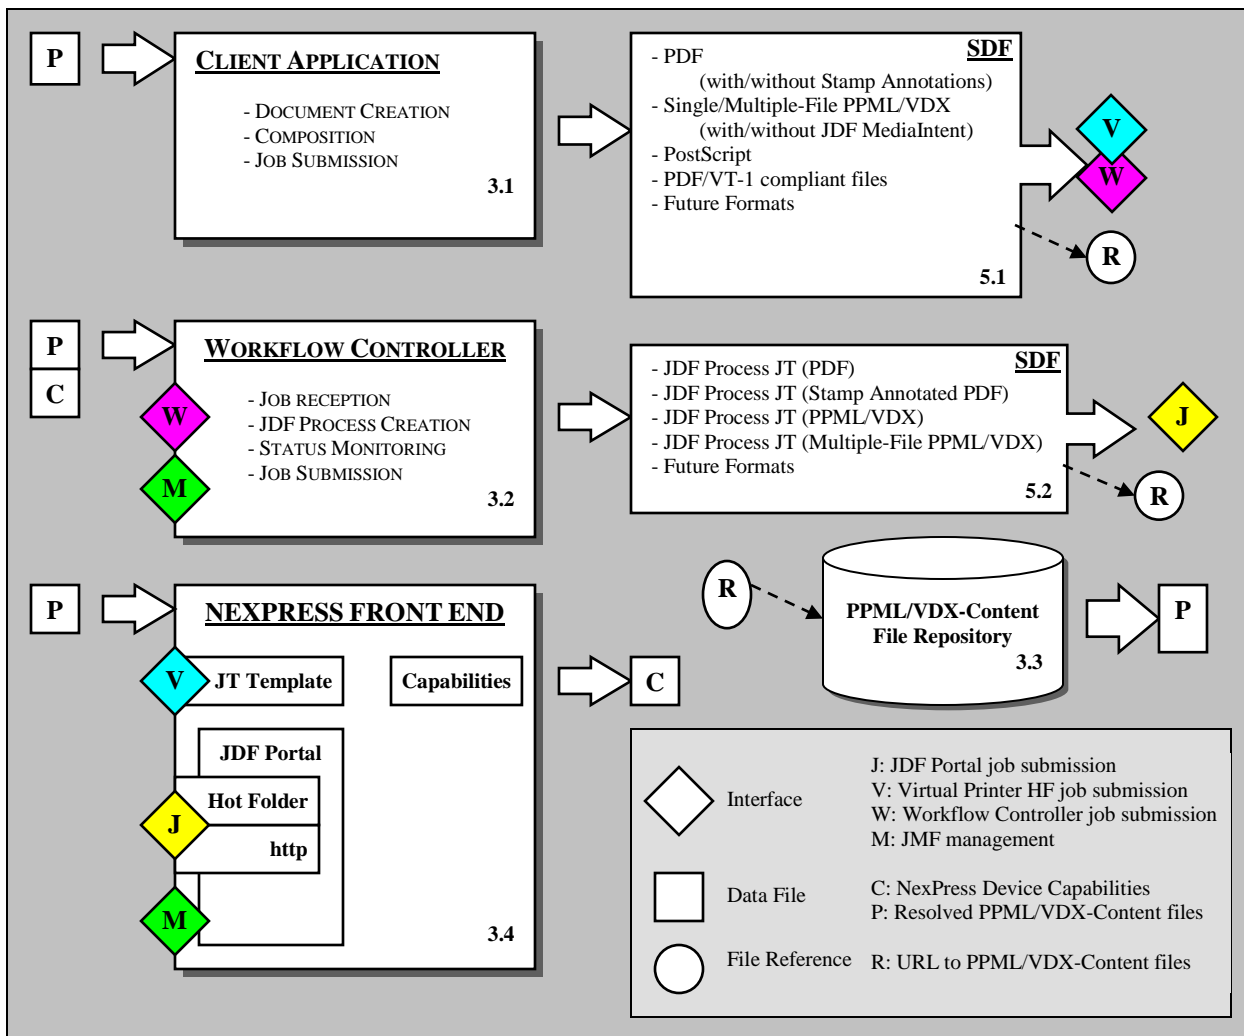 P
CLIENT APPLICATION
- DOCUMENT CREATION
- COMPOSITION
- JOB SUBMISSION
3.1
SDF
- PDF
(with/without Stamp Annotations)
- Single/Multiple-File PPML/VDX
(with/without JDF MediaIntent)
- PostScript
- PDF/VT-1 compliant files
- Future Formats
5.1
V
W
R
P
C
WORKFLOW CONTROLLER
- JOB RECEPTION
- JDF PROCESS CREATION
- STATUS MONITORING
- JOB SUBMISSION
3.2
W
M
SDF
- JDF Process JT (PDF)
- JDF Process JT (Stamp Annotated PDF)
- JDF Process JT (PPML/VDX)
- JDF Process JT (Multiple-File PPML/VDX)
- Future Formats
5.2
J
R
P
NEXPRESS FRONT END
V
JT Template
Capabilities
JDF Portal
Hot Folder
J
http
M
3.4
C
R
PPML/VDX-Content
File Repository
3.3
P
Interface
J: JDF Portal job submission
V: Virtual Printer HF job submission
W: Workflow Controller job submission
M: JMF management
Data File
C: NexPress Device Capabilities
P: Resolved PPML/VDX-Content files
File Reference
R: URL to PPML/VDX-Content files